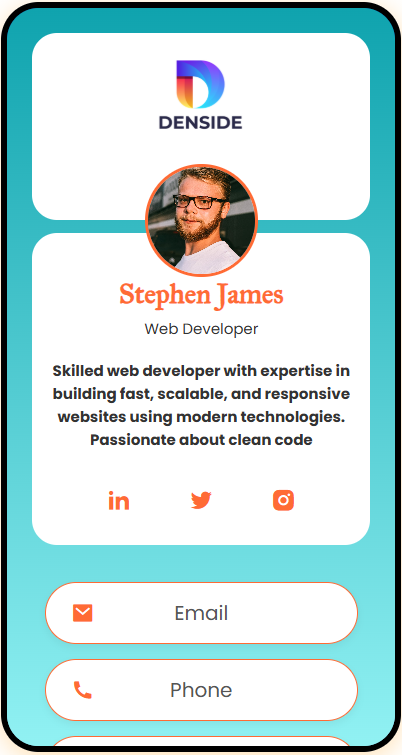 DENSIDE
Stephen James
Web Developer
Skilled web developer with expertise in
building fast, scalable, and responsive
websites using modern technologies.
Passionate about clean code
in
Email
Phone